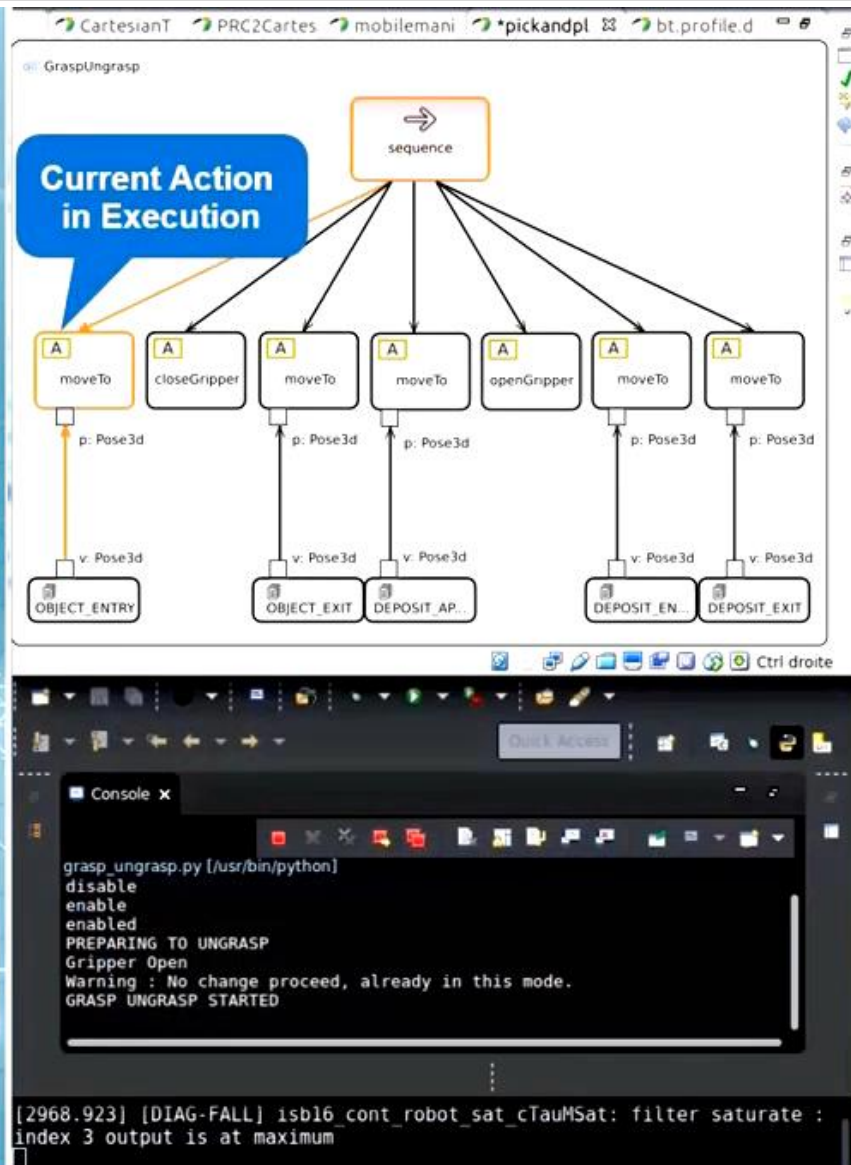 CartesianT PRC2Cartes mobilemani *pickandpl bt.profile.d
GraspUngrasp
sequence
Current Action
in Execution
A A A A A A A
moveTo closeGripper moveTo moveTo openGripper moveTo moveTo
p: Pose3d p: Pose3d p: Pose3d p: Pose3d p: Pose3d
v: Pose3d v: Pose3d v: Pose3d v: Pose3d v: Pose3d
OBJECT_ENTRY OBJECT_EXIT DEPOSIT_AP... DEPOSIT_EN... DEPOSIT_EXIT
Ctrl droite
Quick Access
Console
grasp_ungrasp.py [/usr/bin/python]
disable
enable
enabled
PREPARING TO UNGRASP
Gripper Open
Warning : No change proceed, already in this mode.
GRASP UNGRASP STARTED
[2968.923] [DIAG-FALL] isb16_cont_robot_sat_cTauMSat: filter saturate :
index 3 output is at maximum